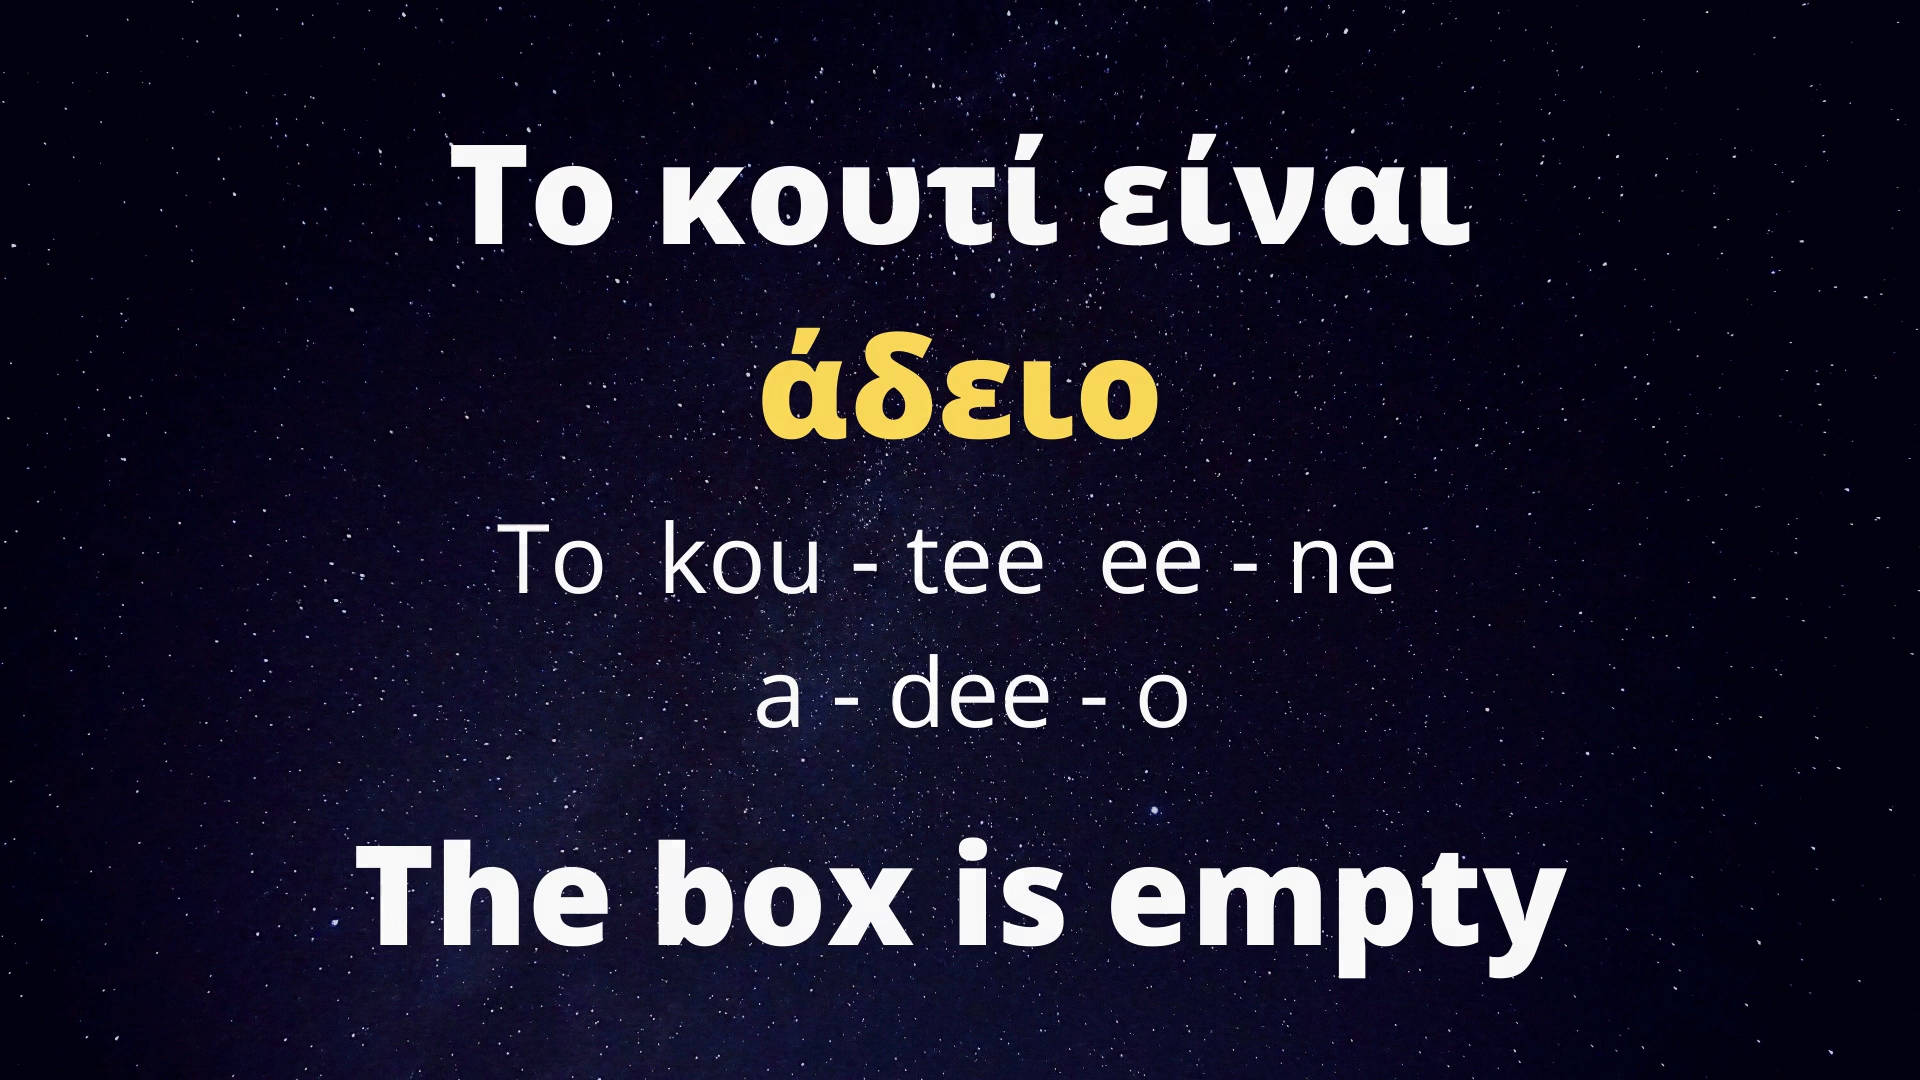 Το κουτί είναι
άδειο
To kou - tee ee - ne
a - dee - o
The box is empty